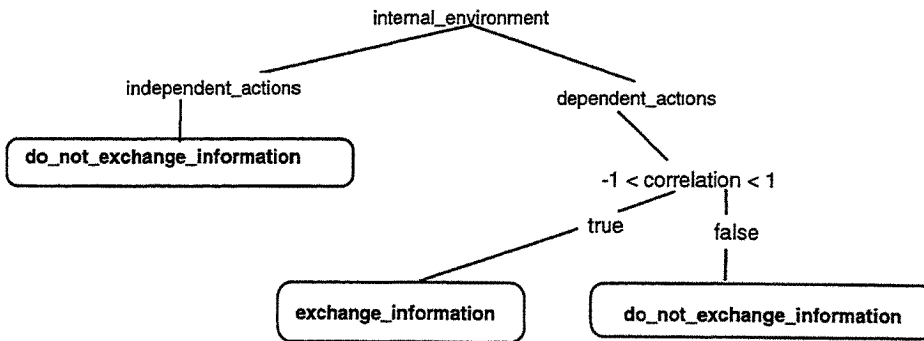 internal_environment
independent_actions
dependent_actions
do_not_exchange_information
-1 < correlation < 1
true
false
exchange_information
do_not_exchange_information